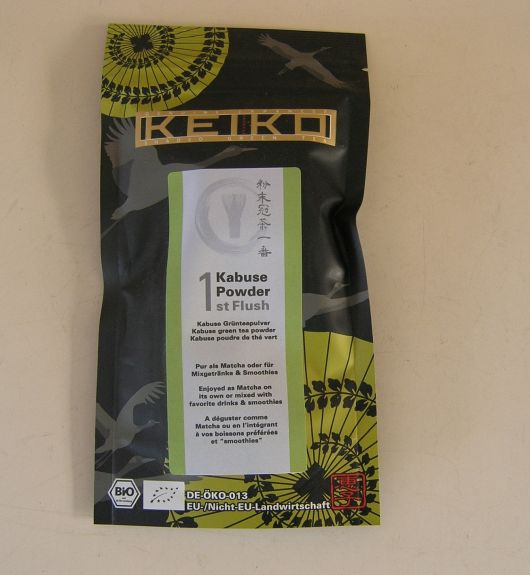 KEIKO
SHADED GREEN TEA
粉末冠茶一番
1 Kabuse
Powder
st Flush
Kabuse Grünteepulver
Kabuse green tea powder
Kabuse poudre de thé vert
Pur als Matcha oder für
Mixgetränke & Smoothies
Enjoyed as Matcha on
its own or mixed with
favorite drinks & smoothies
A déguster comme
Matcha ou en l'intégrant
à vos boissons préférées
et "smoothies"
Bio
DE-ÖKO-013
EU-/Nicht-EU-Landwirtschaft